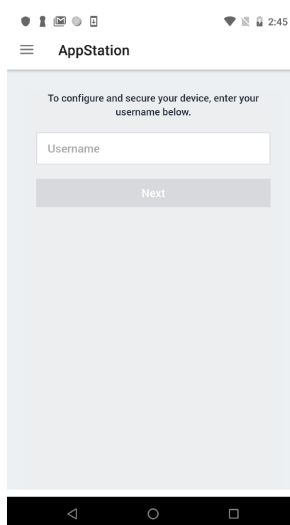 2:45
AppStation
To configure and secure your device, enter your
username below.
Username
Next